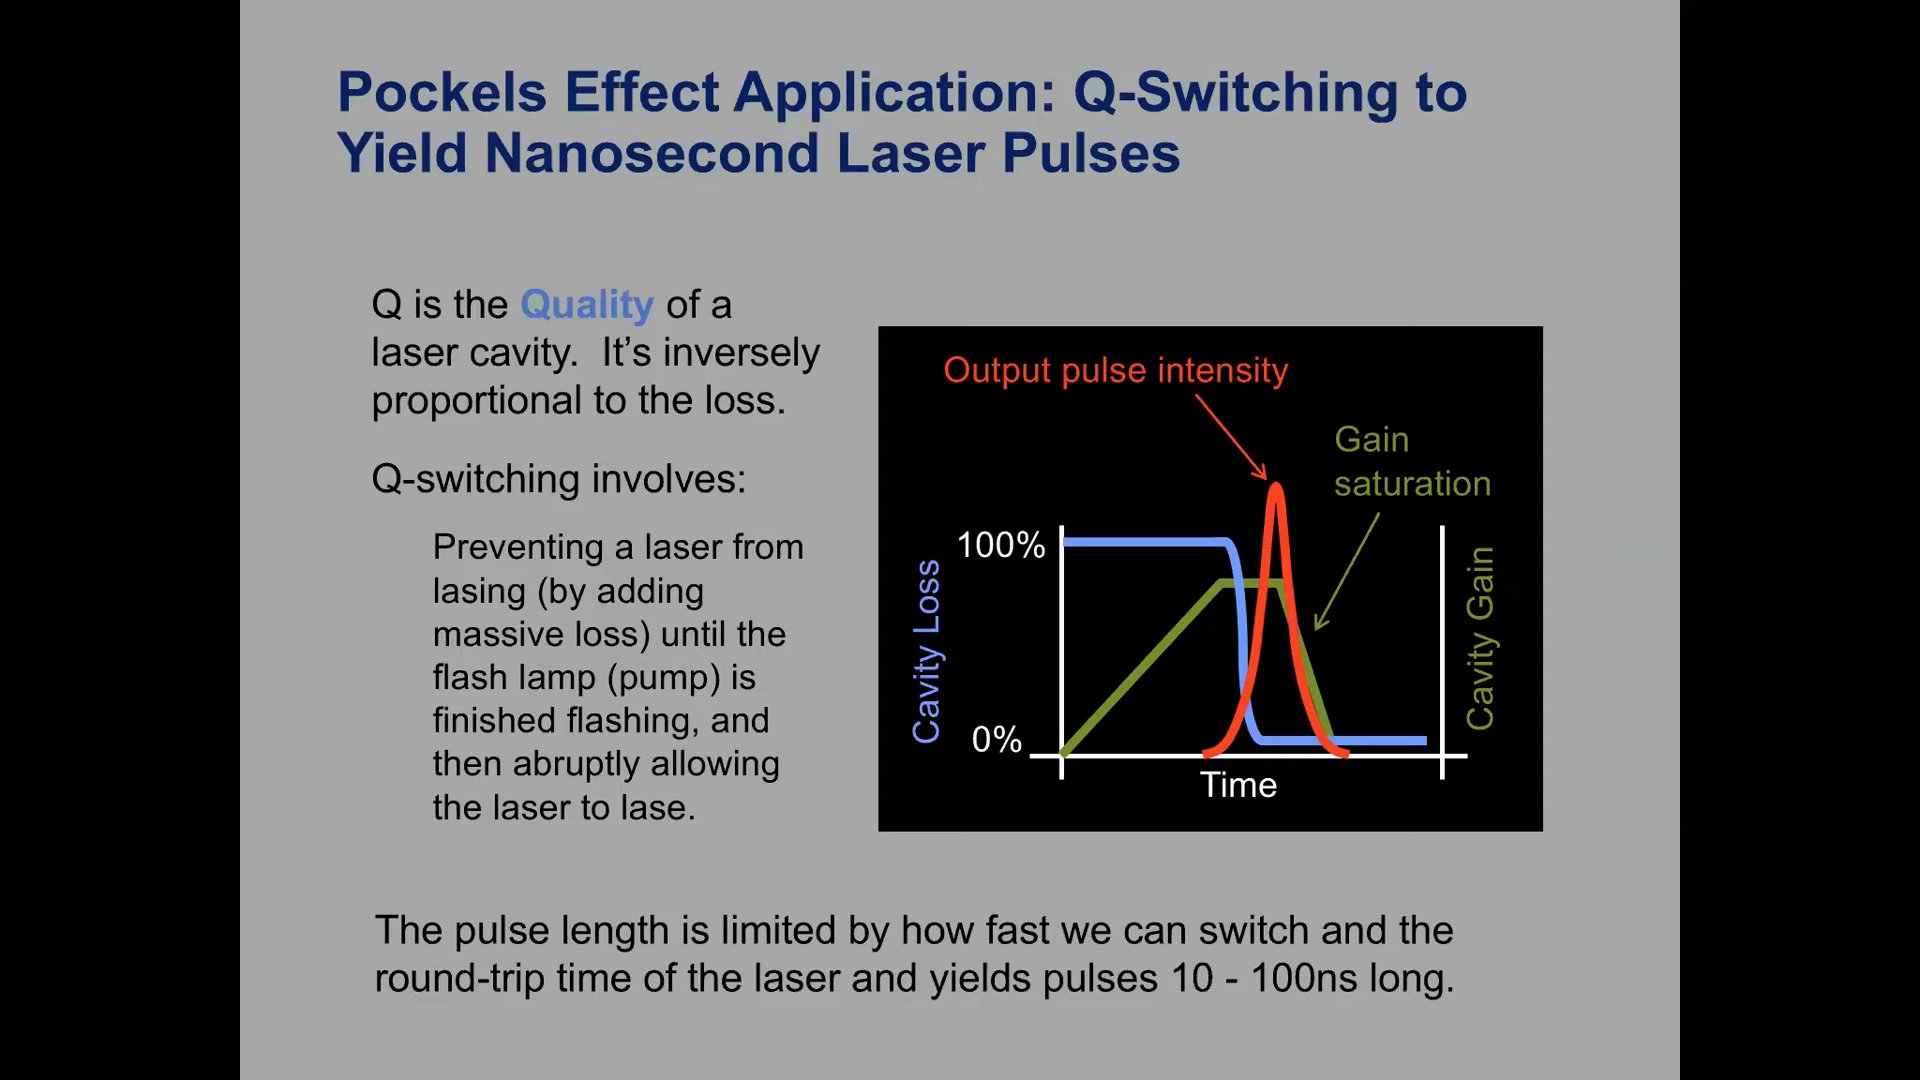 Pockels Effect Application: Q-Switching to
Yield Nanosecond Laser Pulses
Q is the Quality of a
laser cavity.  It’s inversely
proportional to the loss.
Q-switching involves:
Preventing a laser from
lasing (by adding
massive loss) until the
flash lamp (pump) is
finished flashing, and
then abruptly allowing
the laser to lase.
Output pulse intensity
Gain
saturation
100%
Cavity Loss
Cavity Gain
0%
Time
The pulse length is limited by how fast we can switch and the
round-trip time of the laser and yields pulses 10 - 100ns long.